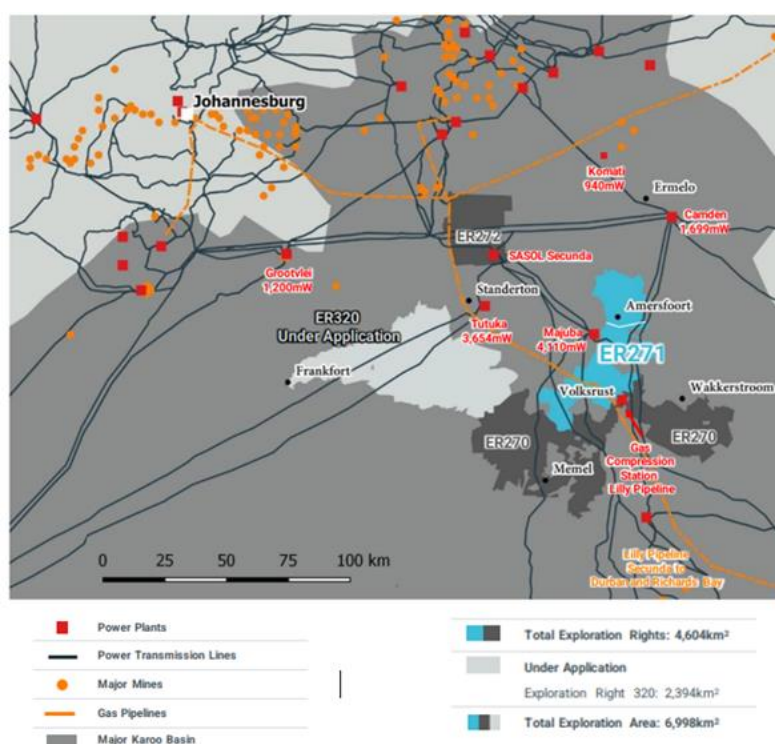 Johannesburg
Komati
940mW
Ermelo
Camden
1,699mW
ER272
SASOL Secunda
Grootvlei
1,200mW
Standerton
Amersfoort
ER320
Under Application
Tutuka
3,654mW
Majuba
4,110mW
ER271
Frankfort
Volksrust
Wakkerstroom
ER270
ER270
Memel
Gas
Compression
Station
Lilly Pipeline
Lilly Pipeline
Secunda to
Durban and Richards Bay
0 25 50 75 100 km
Power Plants
Power Transmission Lines
Major Mines
Gas Pipelines
Major Karoo Basin
Total Exploration Rights: 4,604km²
Under Application
Exploration Right 320: 2,394km²
Total Exploration Area: 6,998km²